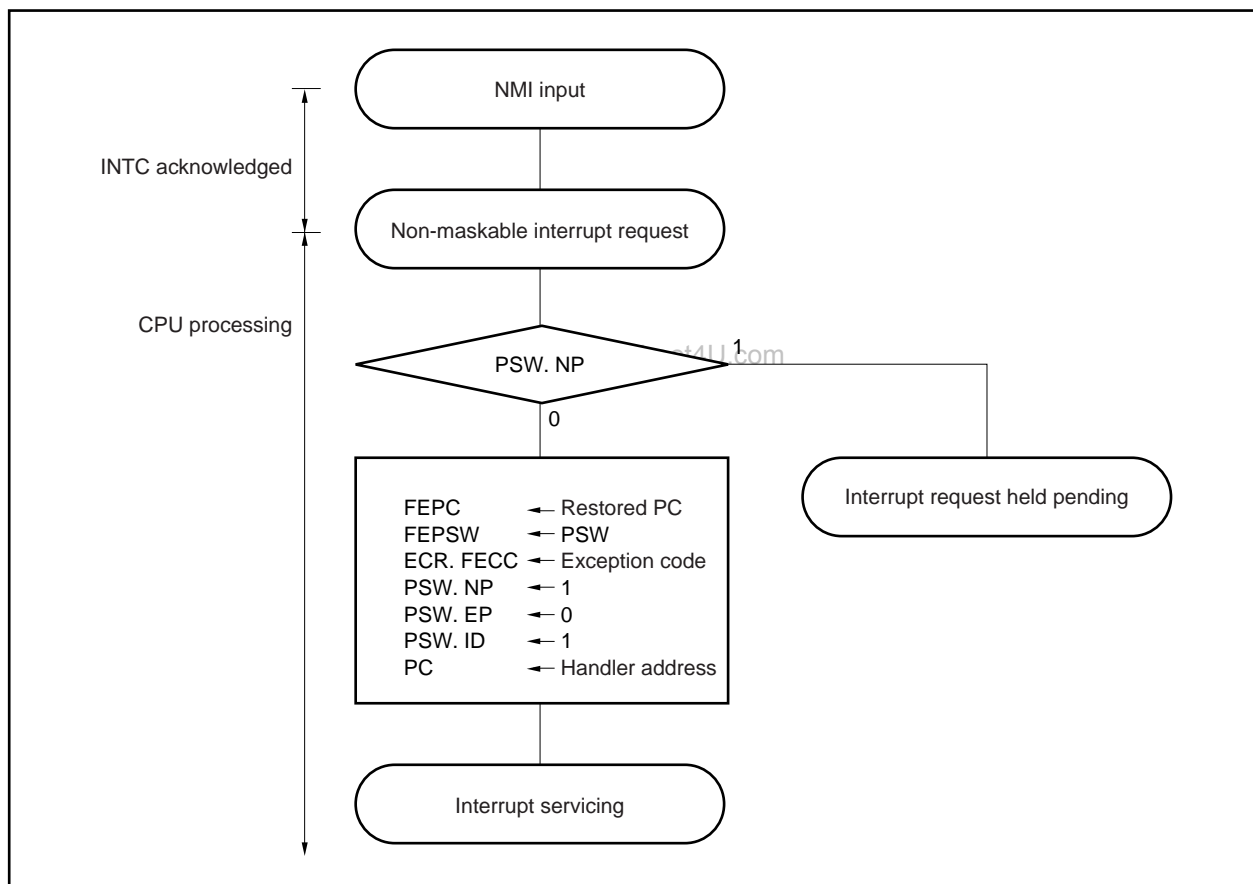 NMI input
INTC acknowledged
Non-maskable interrupt request
CPU processing
PSW. NP
1
0
FEPC ← Restored PC
FEPSW ← PSW
ECR. FECC ← Exception code
PSW. NP ← 1
PSW. EP ← 0
PSW. ID ← 1
PC ← Handler address
Interrupt request held pending
Interrupt servicing